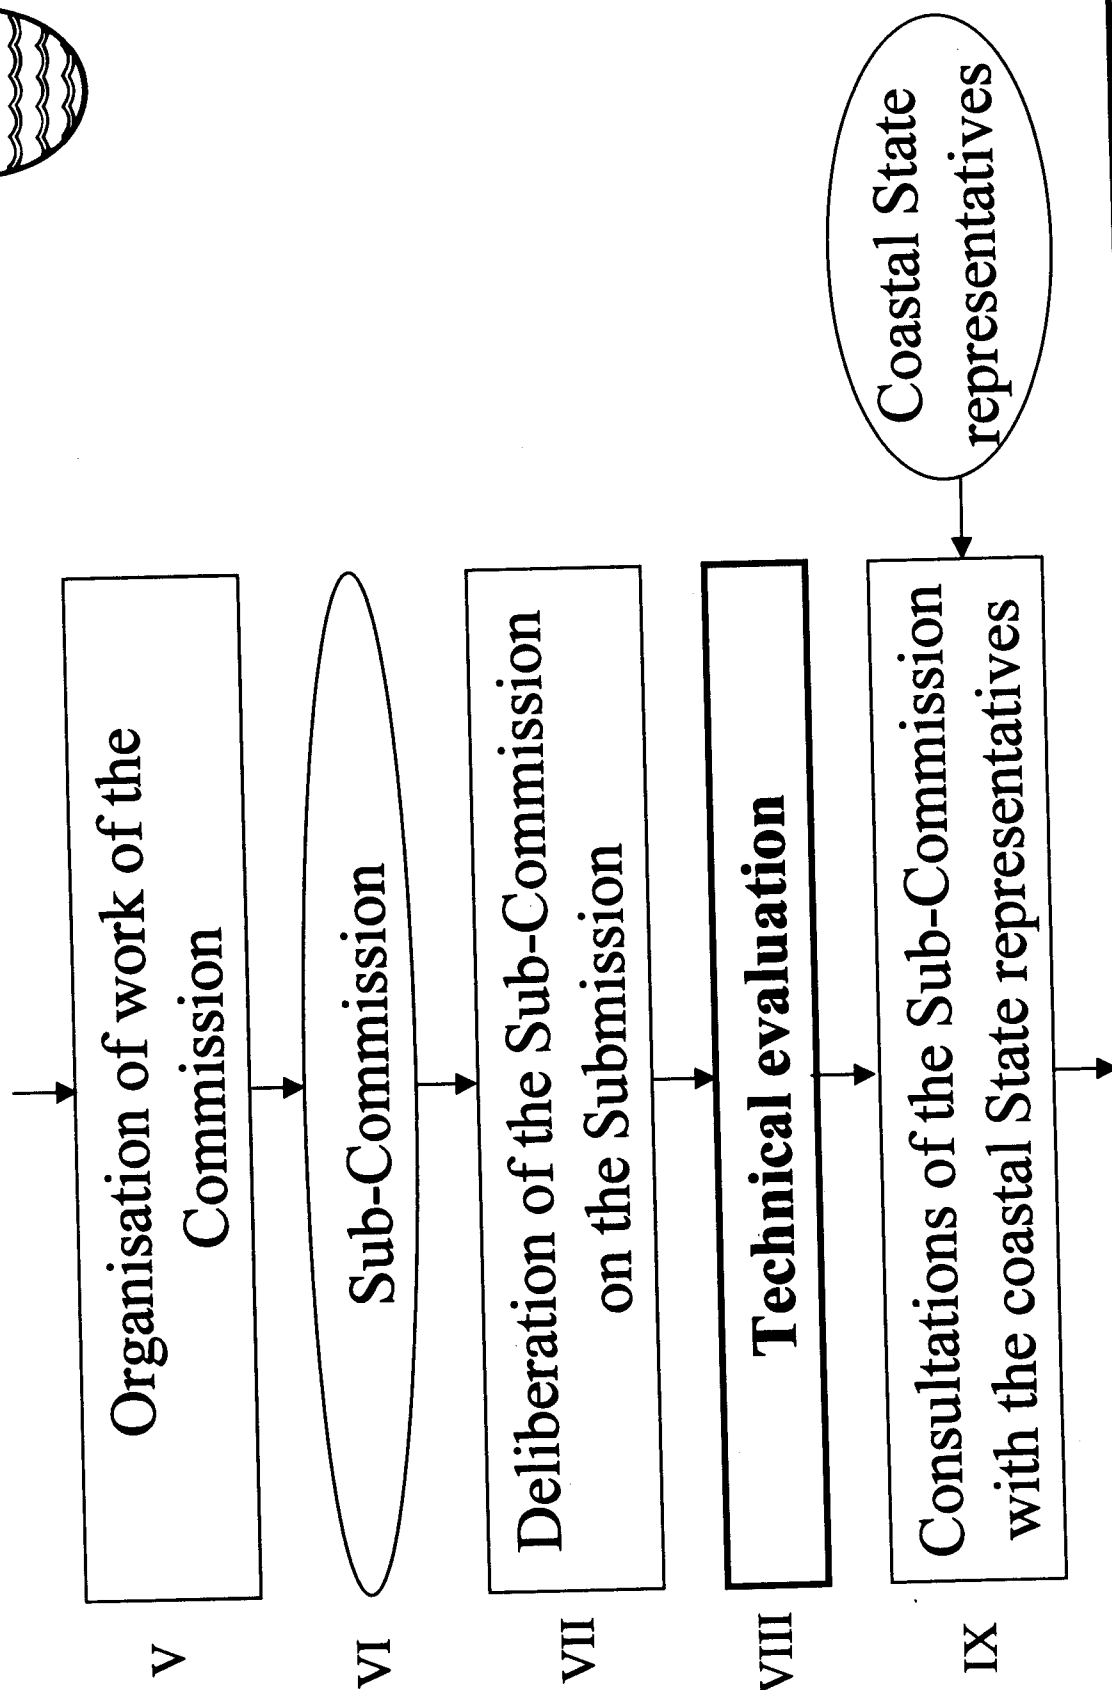 V
Organisation of work of the
Commission
VI
Sub-Commission
VII
Deliberation of the Sub-Commission
on the Submission
VIII
Technical evaluation
IX
Consultations of the Sub-Commission
with the coastal State representatives
Coastal State
representatives